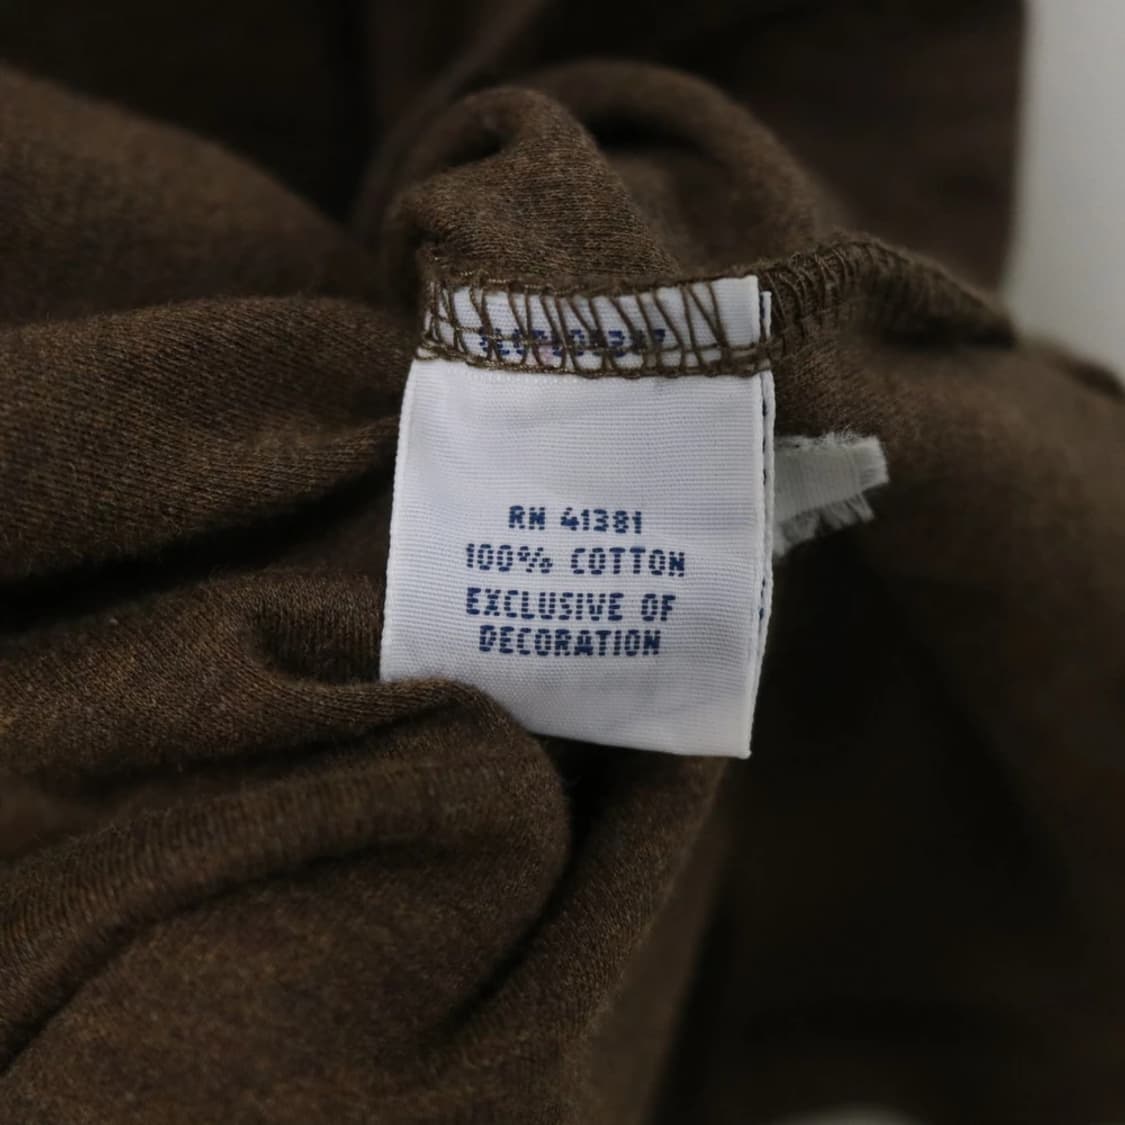 RN 41381
100% COTTON
EXCLUSIVE OF
DECORATION